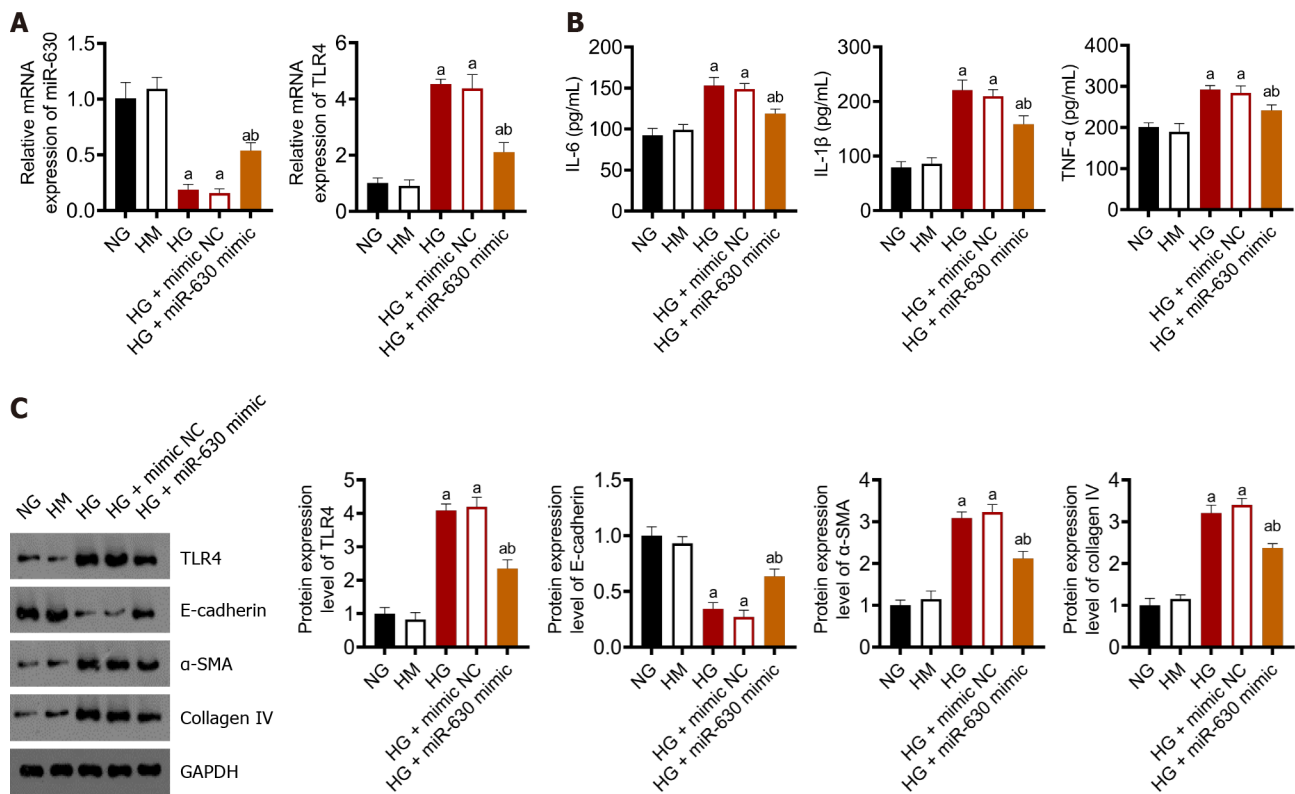 A
Relative mRNA
expression of miR-630
1.5
1.0
0.5
0.0
a
a
ab
NG
HM
HG
HG + mimic NC
HG + miR-630 mimic
Relative mRNA
expression of TLR4
6
4
2
0
a
a
ab
NG
HM
HG
HG + mimic NC
HG + miR-630 mimic
B
IL-6 (pg/mL)
200
150
100
50
0
a
a
ab
NG
HM
HG
HG + mimic NC
HG + miR-630 mimic
IL-1β (pg/mL)
300
200
100
0
a
a
ab
NG
HM
HG
HG + mimic NC
HG + miR-630 mimic
TNF-α (pg/mL)
400
300
200
100
0
a
a
ab
NG
HM
HG
HG + mimic NC
HG + miR-630 mimic
C
NG
HM
HG
HG + mimic NC
HG + miR-630 mimic
TLR4
E-cadherin
α-SMA
Collagen IV
GAPDH
Protein expression
level of TLR4
5
4
3
2
1
0
a
a
ab
NG
HM
HG
HG + mimic NC
HG + miR-630 mimic
Protein expression
level of E-cadherin
1.5
1.0
0.5
0.0
a
a
ab
NG
HM
HG
HG + mimic NC
HG + miR-630 mimic
Protein expression
level of α-SMA
4
3
2
1
0
a
a
ab
NG
HM
HG
HG + mimic NC
HG + miR-630 mimic
Protein expression
level of collagen IV
4
3
2
1
0
a
a
ab
NG
HM
HG
HG + mimic NC
HG + miR-630 mimic